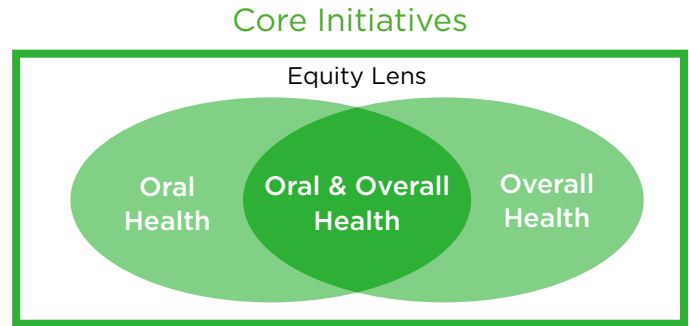 Core Initiatives
Equity Lens
Oral
Health
Oral & Overall
Health
Overall
Health